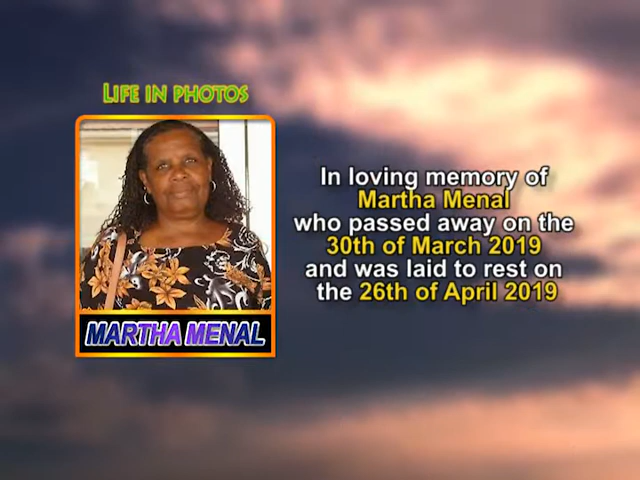 LIFE IN PHOTOS
MARTHA MENAL
In loving memory of
Martha Menal
who passed away on the
30th of March 2019
and was laid to rest on
the 26th of April 2019